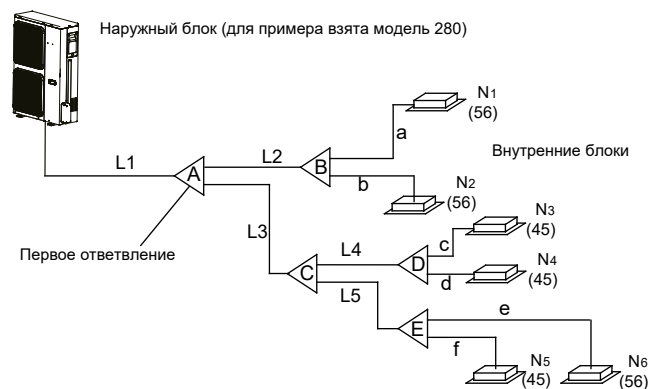 Наружный блок (для примера взята модель 280)
N1
(56)
a
Внутренние блоки
L1
A
L2
B
b
N2
(56)
N3
(45)
c
Первое ответвление
L3
L4
D
N4
(45)
d
C
L5
E
e
f
N5
(45)
N6
(56)